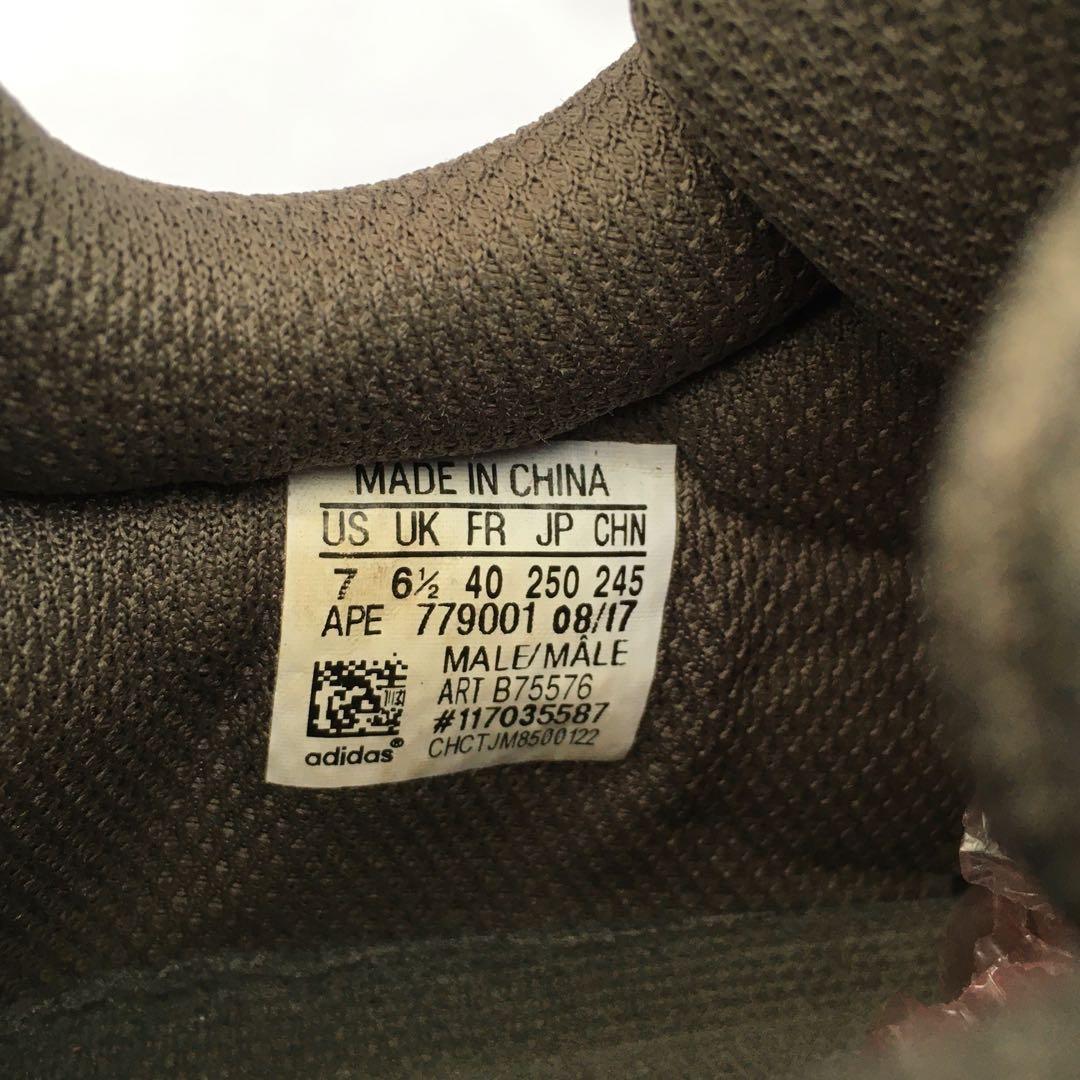 MADE IN CHINA
US UK FR JP CHN
7 6½ 40 250 245
APE 779001 08/17
MALE/MÂLE
ART B75576
#117035587
CHCTJM8500122
adidas®